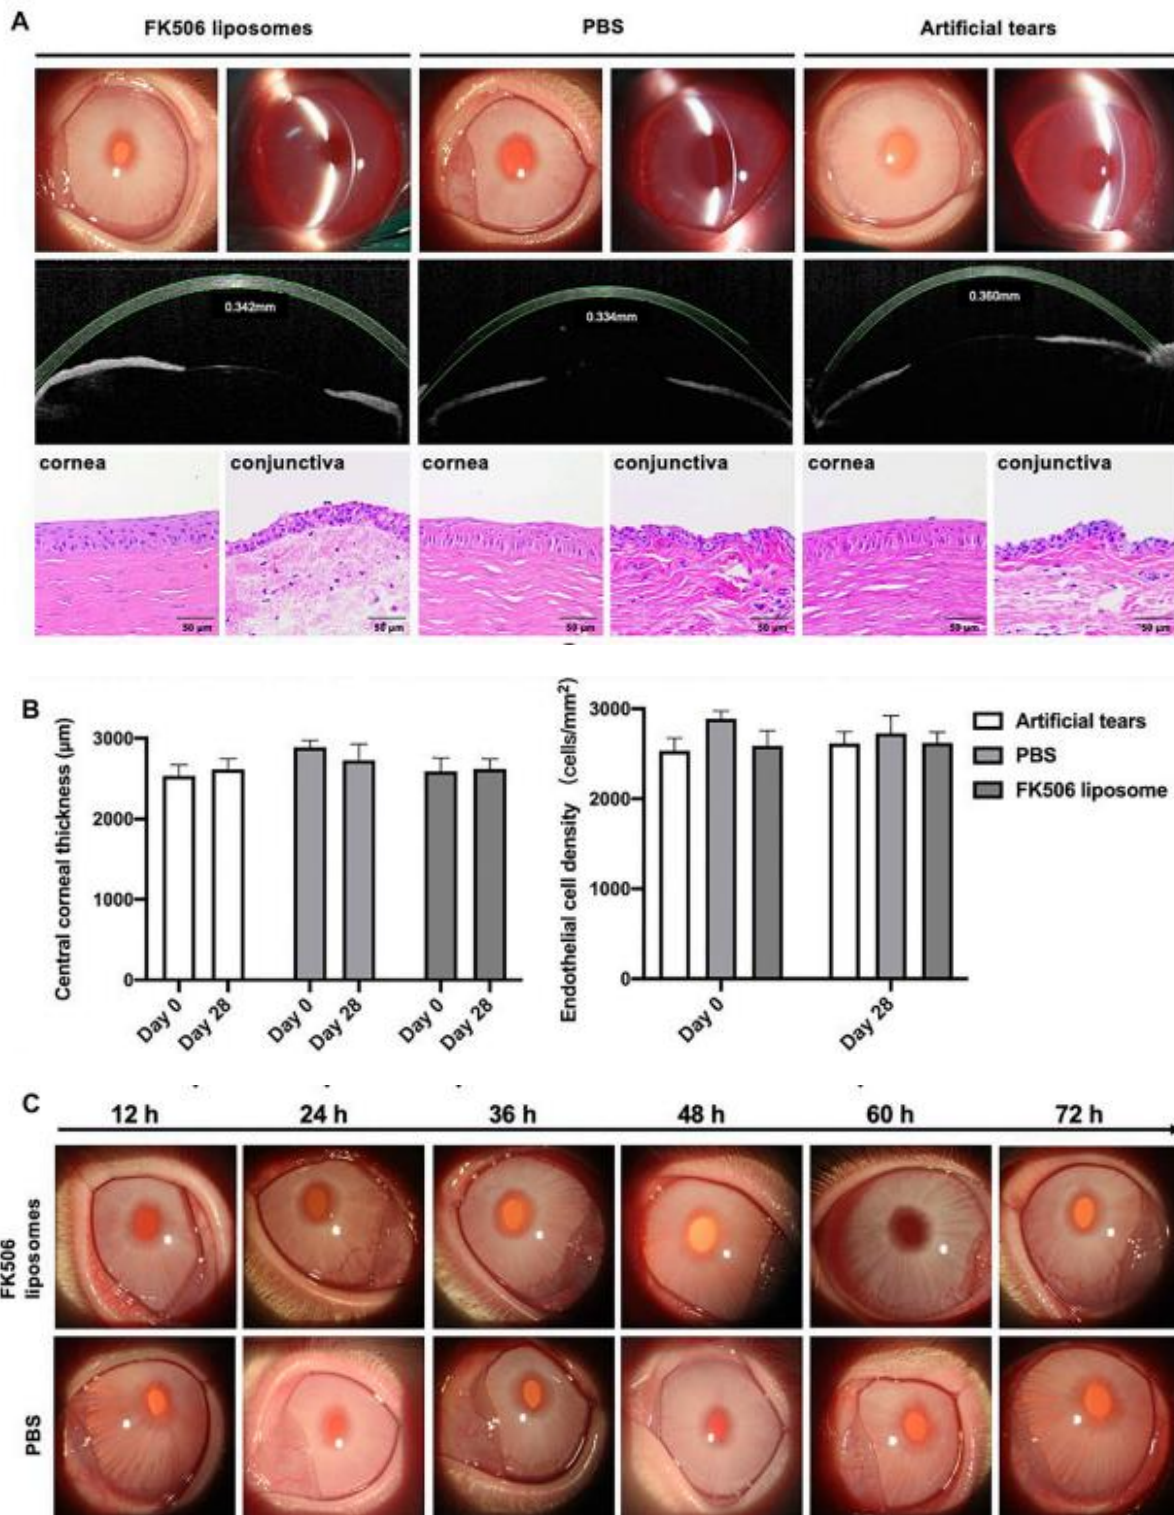 A
FK506 liposomes
PBS
Artificial tears
0.342mm
0.334mm
0.360mm
cornea
conjunctiva
cornea
conjunctiva
cornea
conjunctiva
50 µm
50 µm
50 µm
50 µm
50 µm
50 µm
B
Central corneal thickness (µm)
3000
2000
1000
0
Day 0
Day 28
Day 0
Day 28
Day 0
Day 28
Endothelial cell density (cells/mm²)
3000
2000
1000
0
Day 0
Day 28
Artificial tears
PBS
FK506 liposome
C
12 h
24 h
36 h
48 h
60 h
72 h
FK506
liposomes
PBS